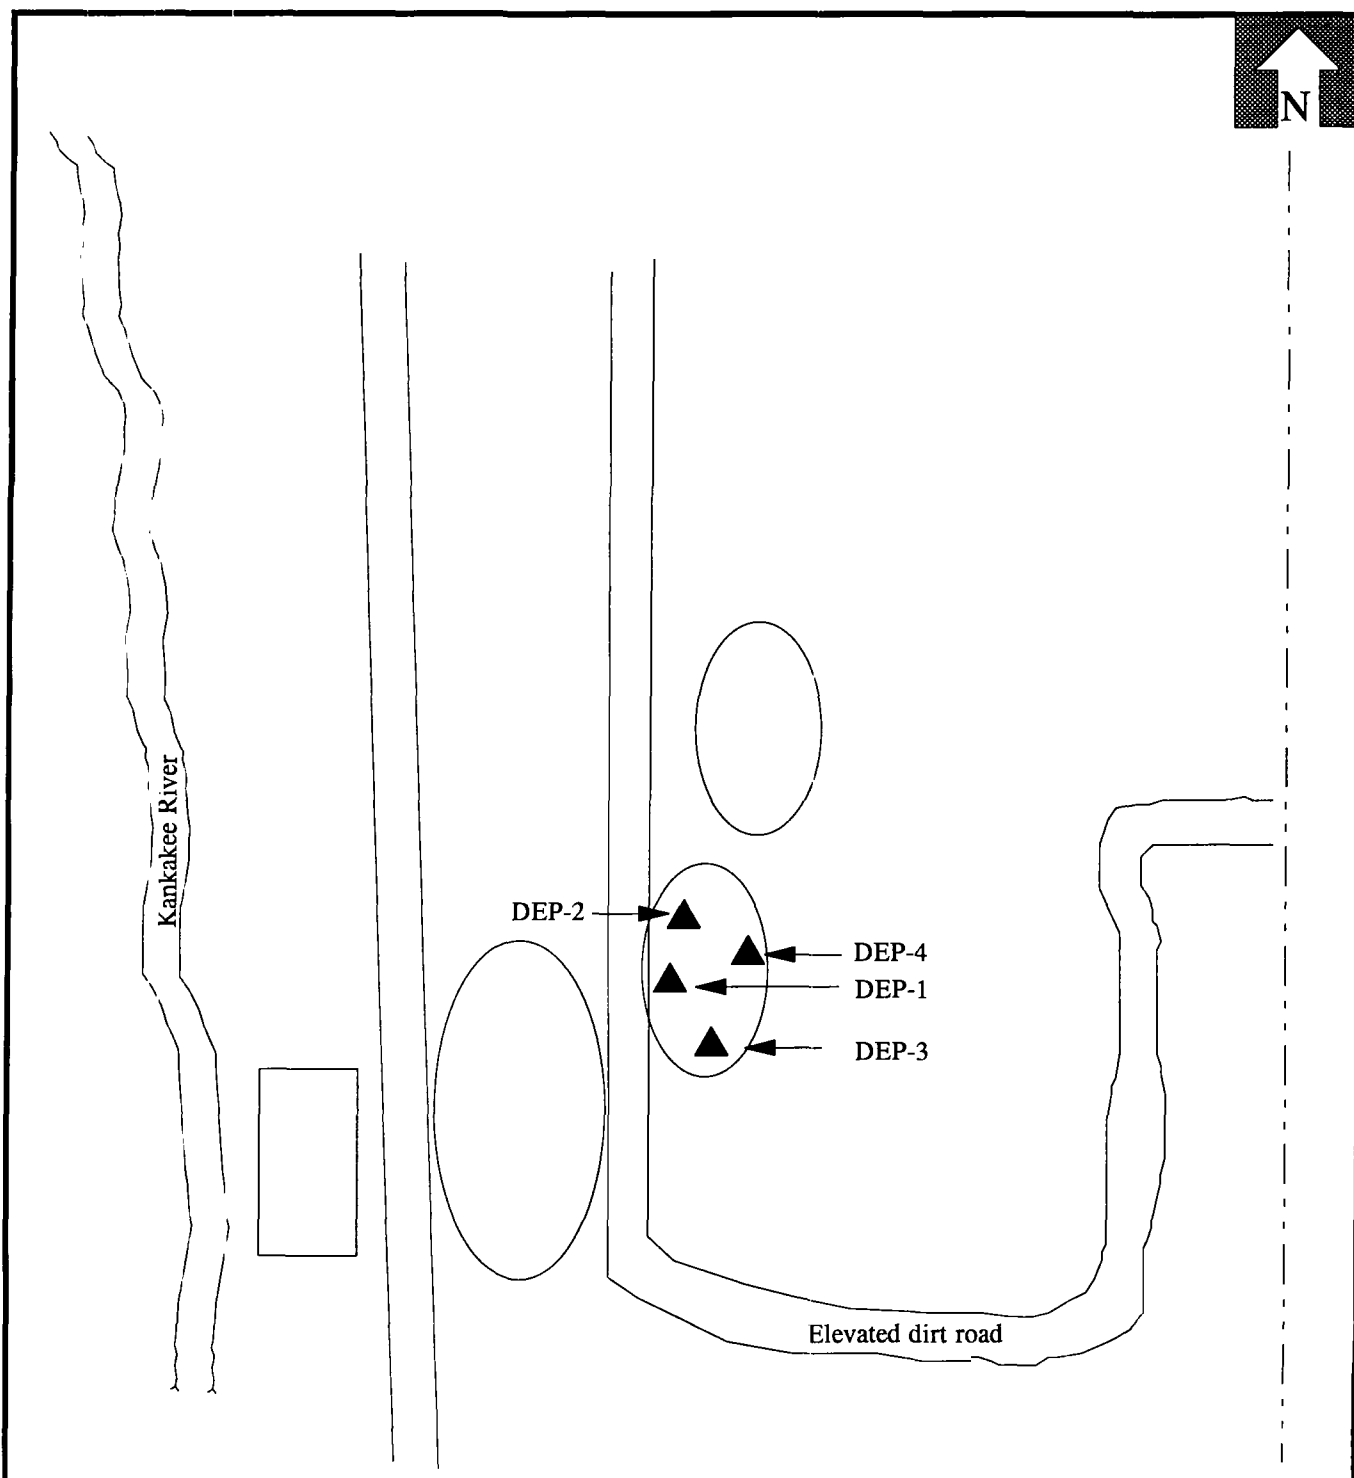 N
Kankakee River
DEP-2
DEP-4
DEP-1
DEP-3
Elevated dirt road